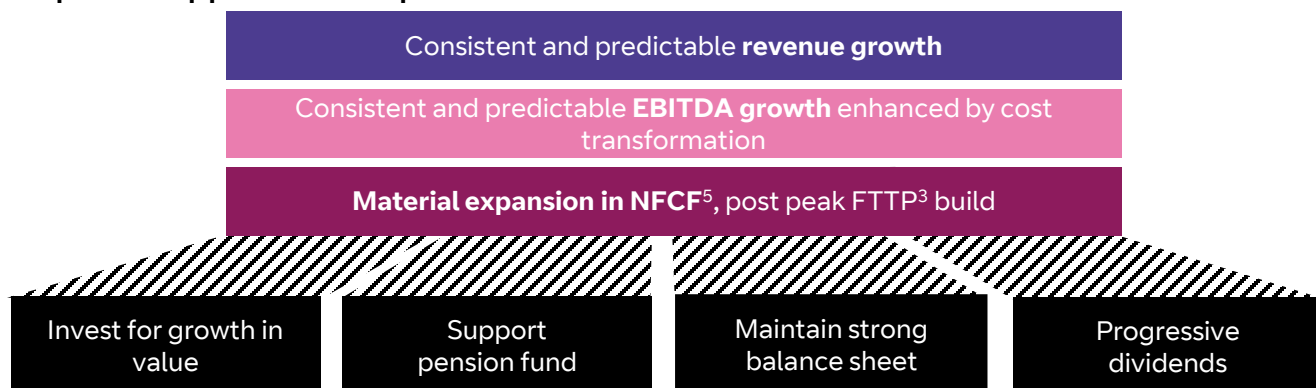 Consistent and predictable revenue growth
Consistent and predictable EBITDA growth enhanced by cost
transformation
Material expansion in NFCF⁵, post peak FTTP³ build
Invest for growth in
value
Support
pension fund
Maintain strong
balance sheet
Progressive
dividends